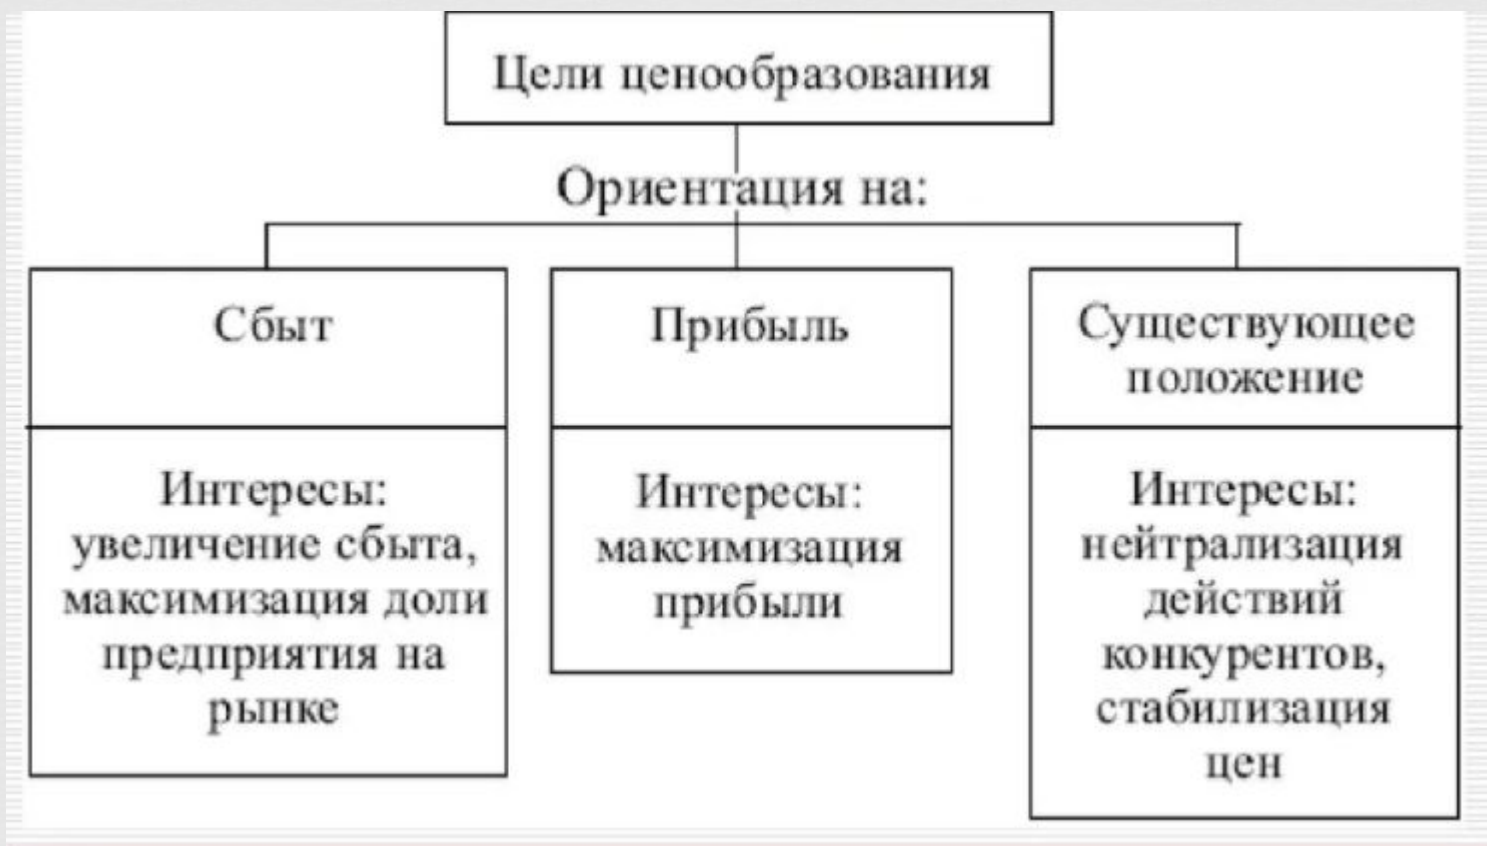 Цели ценообразования
Ориентация на:
Сбыт
Интересы:
увеличение сбыта,
максимизация доли
предприятия на
рынке
Прибыль
Интересы:
максимизация
прибыли
Существующее
положение
Интересы:
нейтрализация
действий
конкурентов,
стабилизация
цен